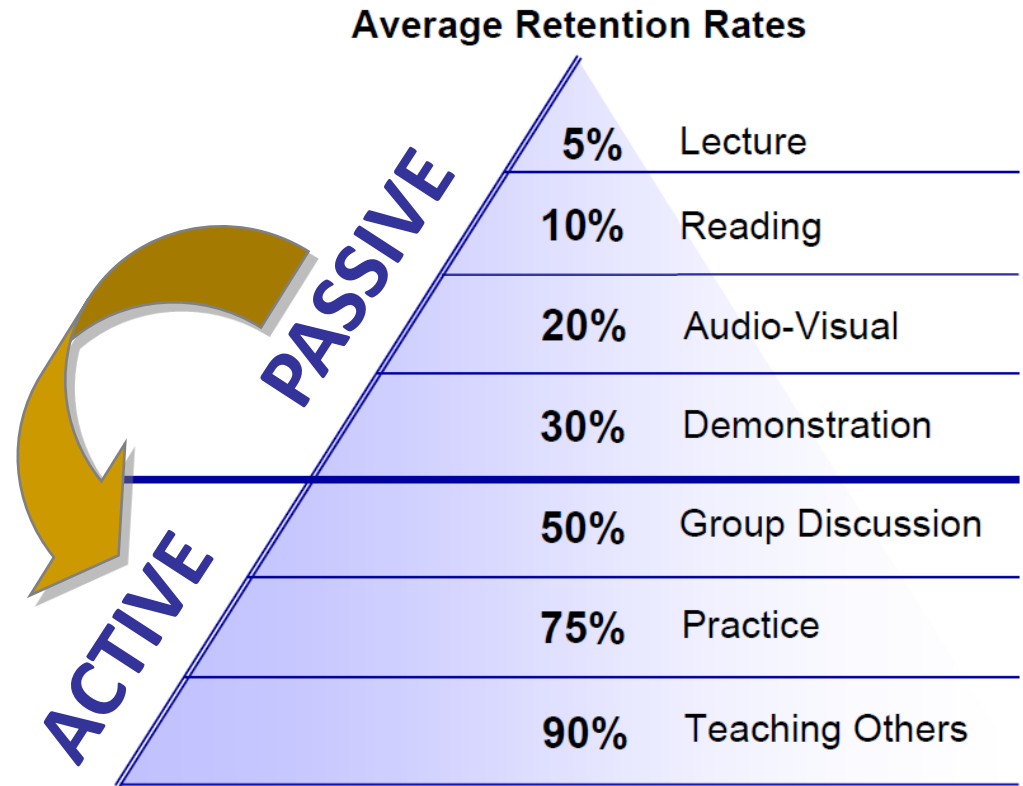 Average Retention Rates
PASSIVE
5% Lecture
10% Reading
20% Audio-Visual
30% Demonstration
ACTIVE
50% Group Discussion
75% Practice
90% Teaching Others